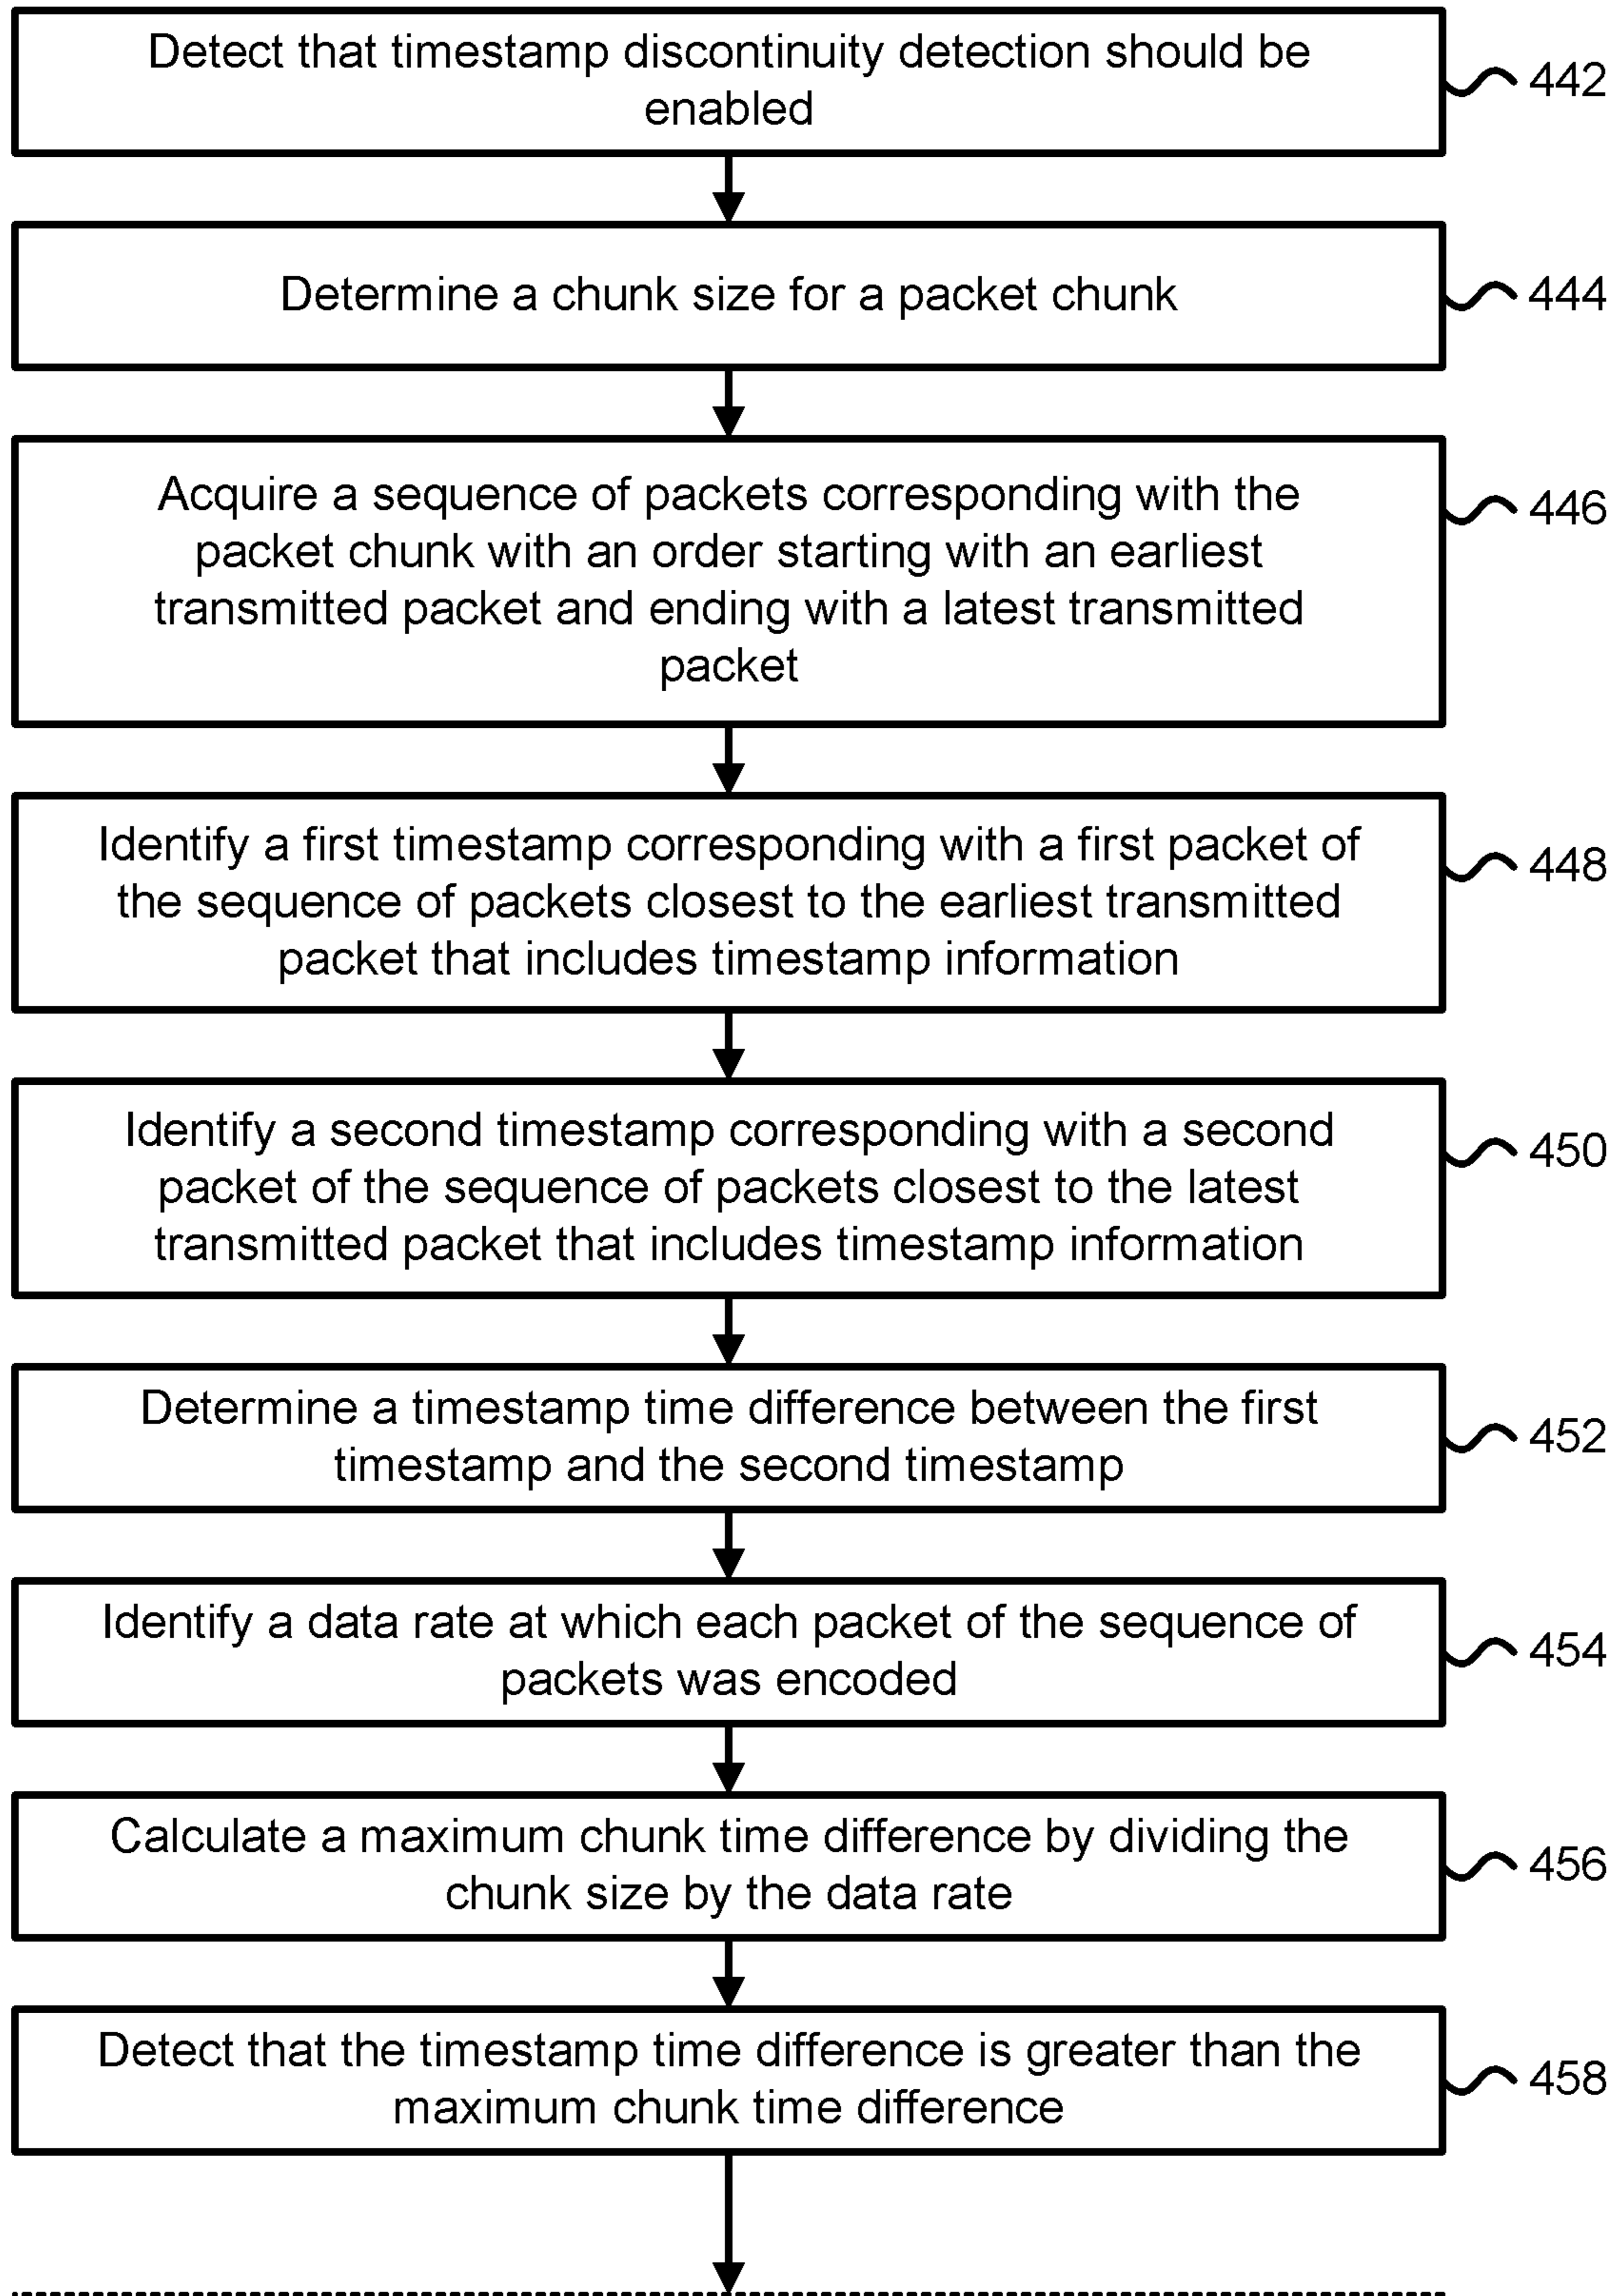 Detect that timestamp discontinuity detection should be
enabled
442
Determine a chunk size for a packet chunk
444
Acquire a sequence of packets corresponding with the
packet chunk with an order starting with an earliest
transmitted packet and ending with a latest transmitted
packet
446
Identify a first timestamp corresponding with a first packet of
the sequence of packets closest to the earliest transmitted
packet that includes timestamp information
448
Identify a second timestamp corresponding with a second
packet of the sequence of packets closest to the latest
transmitted packet that includes timestamp information
450
Determine a timestamp time difference between the first
timestamp and the second timestamp
452
Identify a data rate at which each packet of the sequence of
packets was encoded
454
Calculate a maximum chunk time difference by dividing the
chunk size by the data rate
456
Detect that the timestamp time difference is greater than the
maximum chunk time difference
458